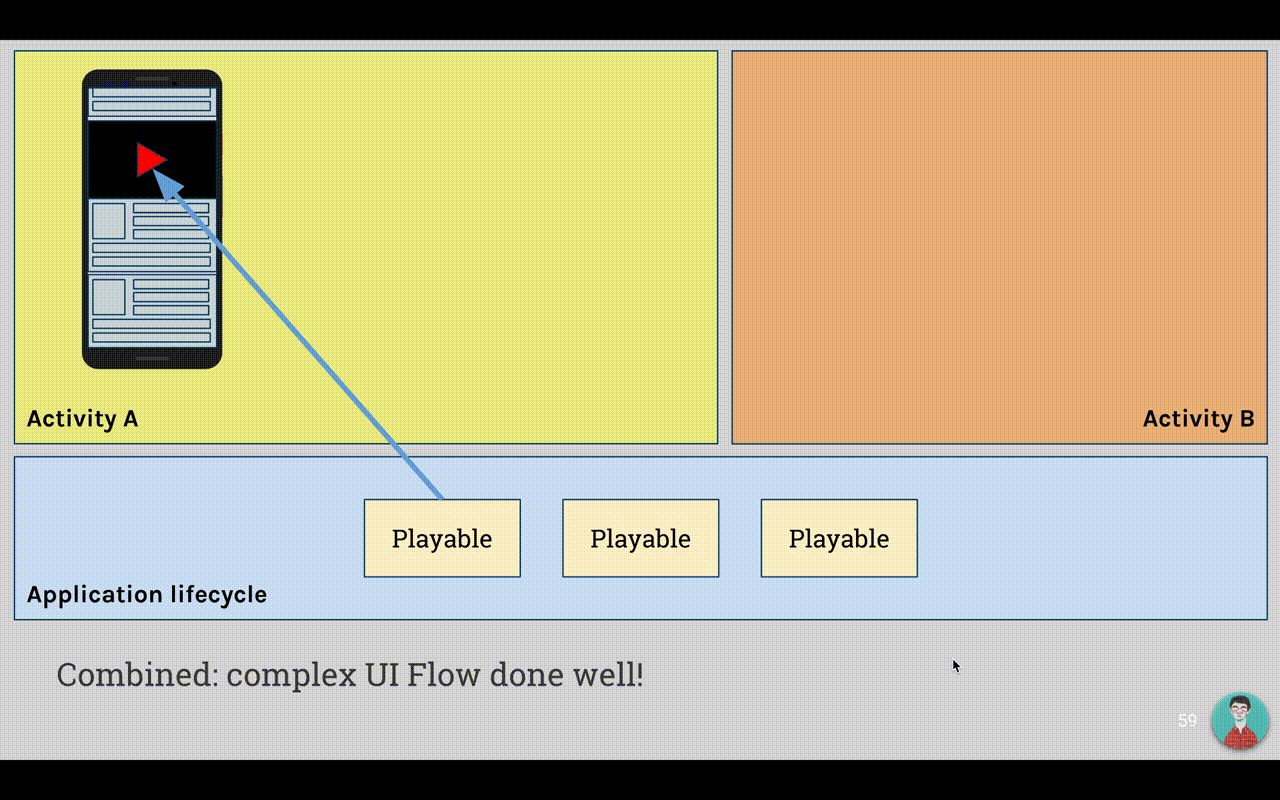 Activity A
Activity B
Playable
Playable
Playable
Application lifecycle
Combined: complex UI Flow done well!
59